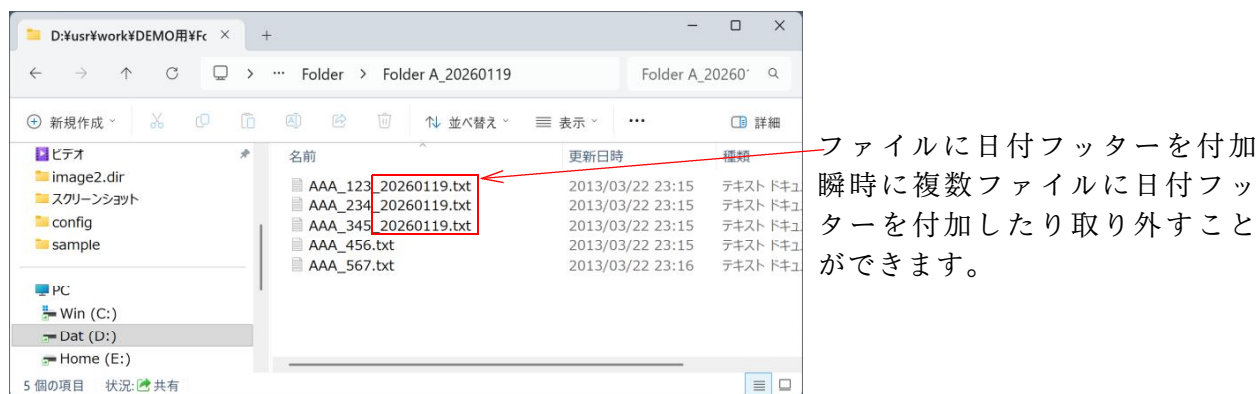 D:¥usr¥work¥DEMO用¥Fc
Folder
Folder A_20260119
Folder A_20260
新規作成
並べ替え
表示
詳細
ビデオ
image2.dir
スクリーンショット
config
sample
PC
Win (C:)
Dat (D:)
Home (E:)
名前 更新日時 種類
AAA_123_20260119.txt 2013/03/22 23:15 テキスト ドキュ
AAA_234_20260119.txt 2013/03/22 23:15 テキスト ドキュ
AAA_345_20260119.txt 2013/03/22 23:15 テキスト ドキュ
AAA_456.txt 2013/03/22 23:15 テキスト ドキュ
AAA_567.txt 2013/03/22 23:16 テキスト ドキュ
5 個の項目 状況: 共有
ファイルに日付フッターを付加
瞬時に複数ファイルに日付フッ
ターを付加したり取り外すこと
ができます。